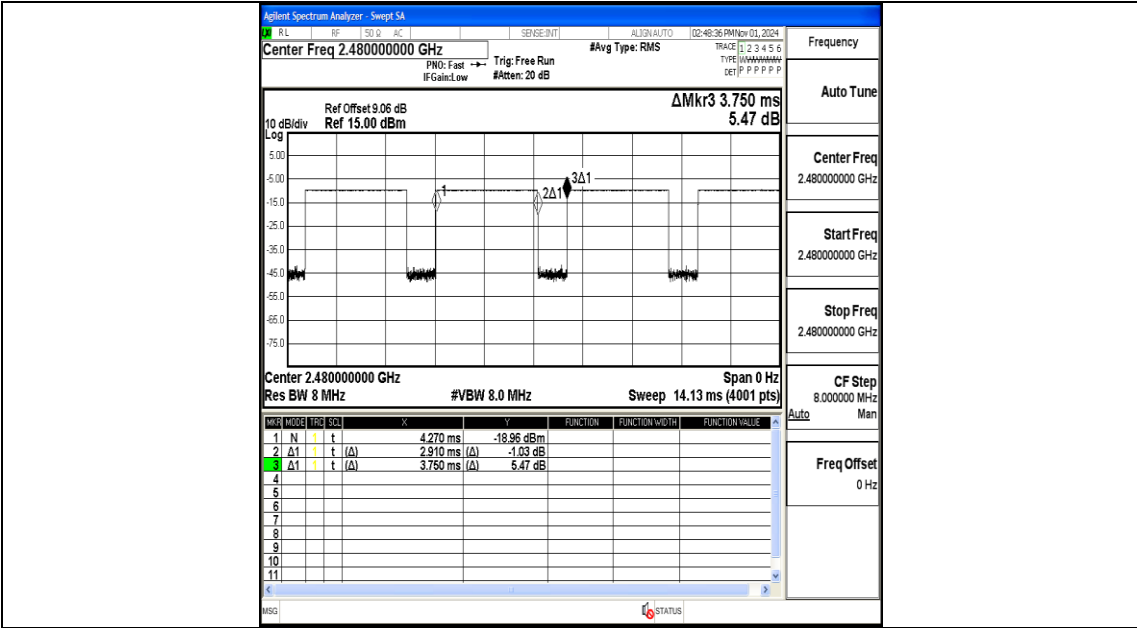 Agilent Spectrum Analyzer - Swept SA
RL RF 50 Ω AC SENSE:INT ALIGN AUTO 02:48:36 PM Nov 01, 2024
Center Freq 2.480000000 GHz
#Avg Type: RMS
TRACE 1 2 3 4 5 6
TYPE
DET P P P P P P
PNO: Fast
IFGain:Low
Trig: Free Run
#Atten: 20 dB
ΔMkr3 3.750 ms
5.47 dB
Ref Offset 9.06 dB
10 dB/div Ref 15.00 dBm
Log
5.00
-5.00
-15.0
-25.0
-35.0
-45.0
-55.0
-65.0
-75.0
1
2Δ1
3Δ1
Center 2.480000000 GHz Span 0 Hz
Res BW 8 MHz #VBW 8.0 MHz Sweep 14.13 ms (4001 pts)
MKR MODE TRC SCL X Y FUNCTION FUNCTION WIDTH FUNCTION VALUE
1 N 1 t 4.270 ms -18.96 dBm
2 Δ1 1 t (Δ) 2.910 ms (Δ) -1.03 dB
3 Δ1 1 t (Δ) 3.750 ms (Δ) 5.47 dB
4
5
6
7
8
9
10
11
MSG STATUS
Frequency
Auto Tune
Center Freq
2.480000000 GHz
Start Freq
2.480000000 GHz
Stop Freq
2.480000000 GHz
CF Step
8.000000 MHz
Auto Man
Freq Offset
0 Hz